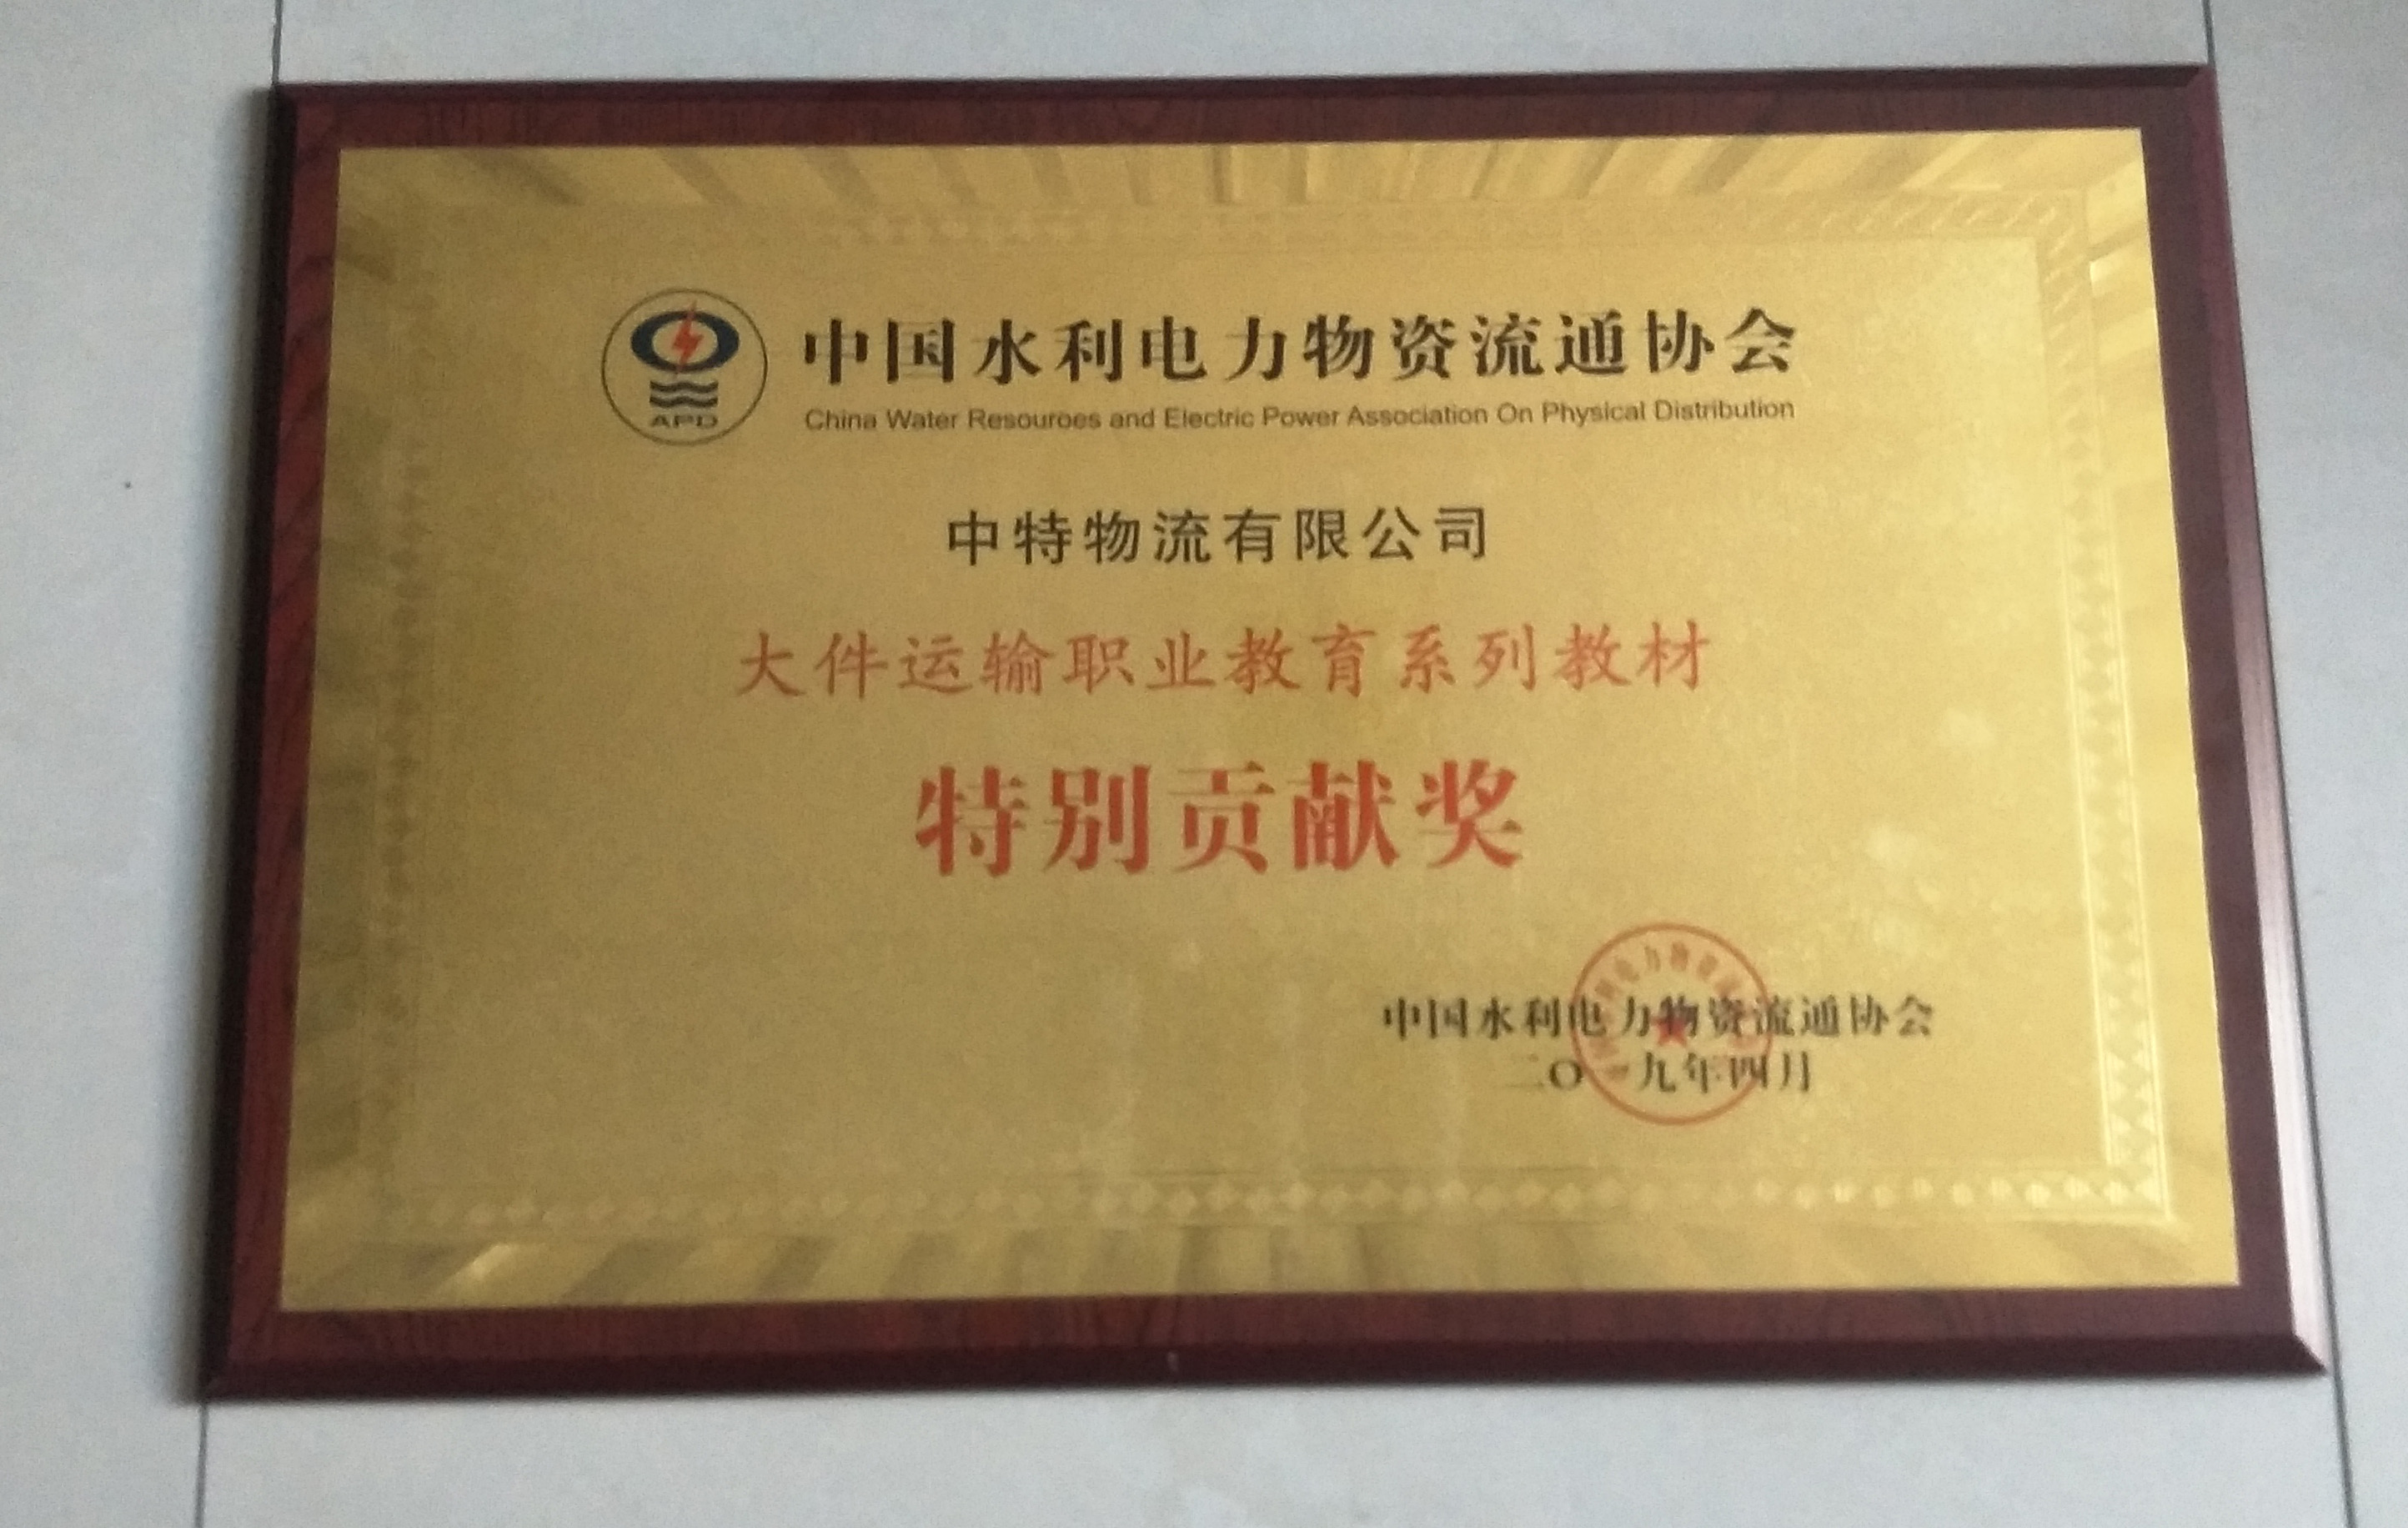 APD
中国水利电力物资流通协会
China Water Resouroes and Electric Power Association On Physical Distribution
中特物流有限公司
大件运输职业教育系列教材
特别贡献奖
中国水利电力物资流通协会
二〇一九年四月